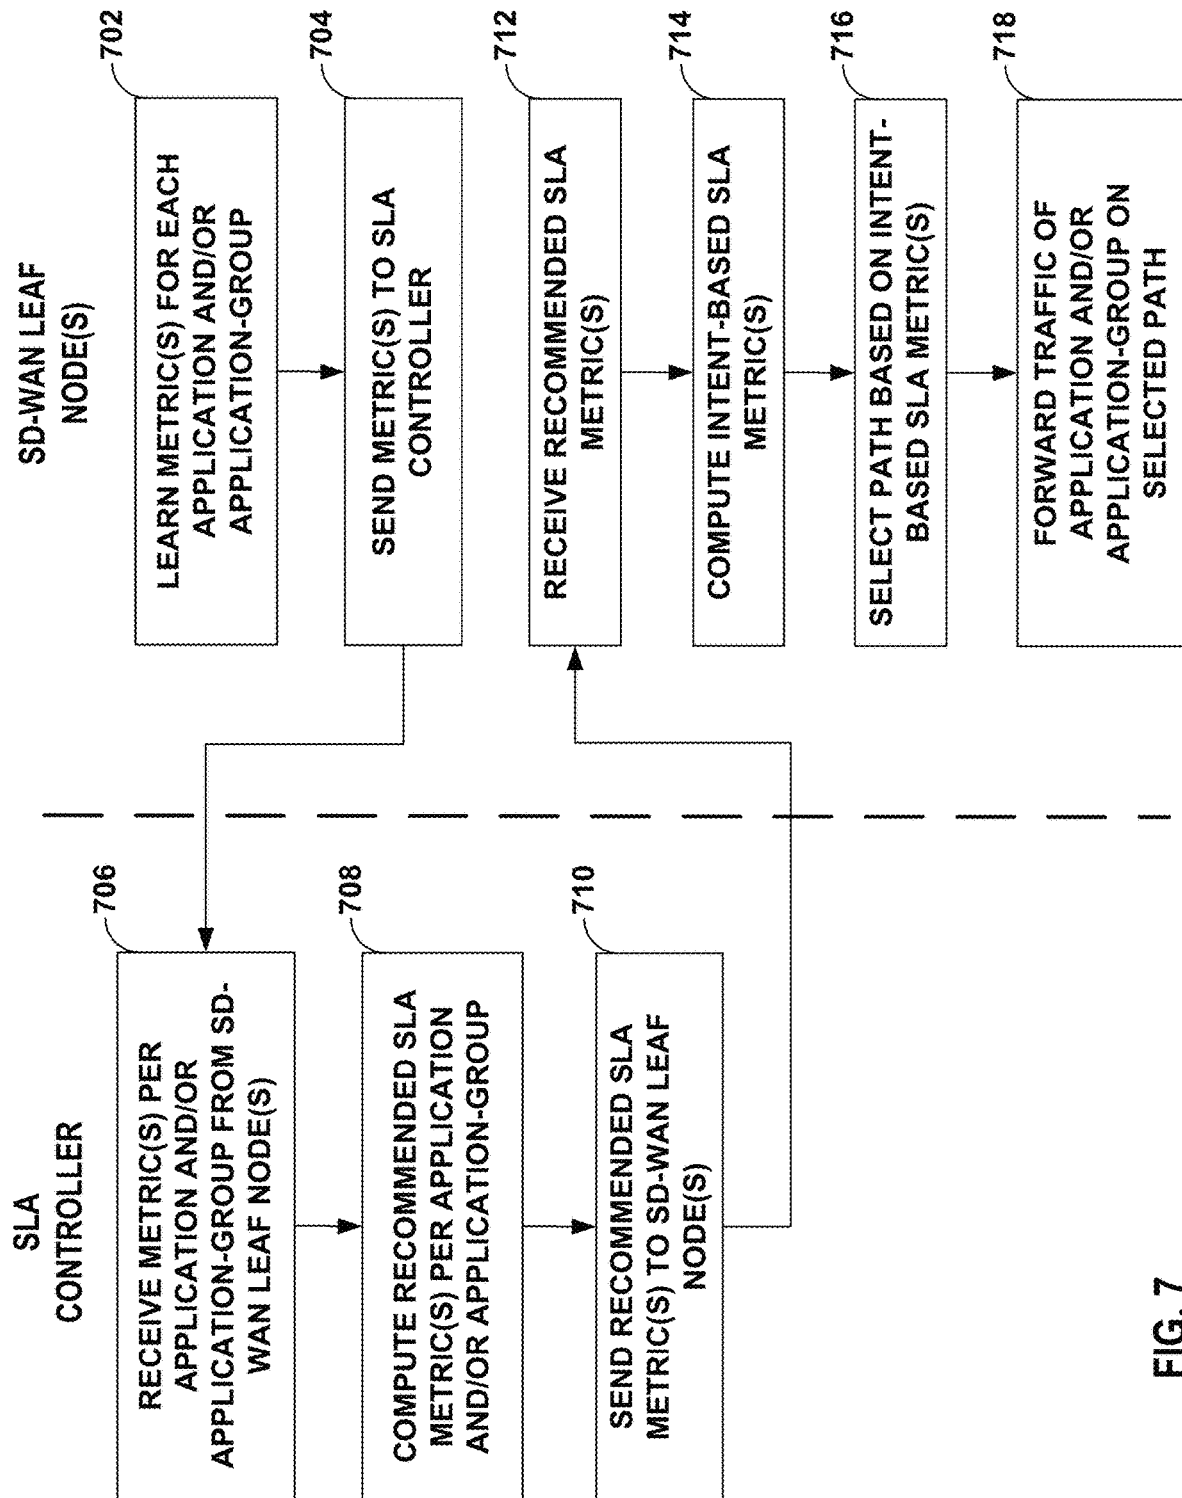 SLA
CONTROLLER
SD-WAN LEAF
NODE(S)
702
LEARN METRIC(S) FOR EACH
APPLICATION AND/OR
APPLICATION-GROUP
704
SEND METRIC(S) TO SLA
CONTROLLER
706
RECEIVE METRIC(S) PER
APPLICATION AND/OR
APPLICATION-GROUP FROM SD-
WAN LEAF NODE(S)
708
COMPUTE RECOMMENDED SLA
METRIC(S) PER APPLICATION
AND/OR APPLICATION-GROUP
710
SEND RECOMMENDED SLA
METRIC(S) TO SD-WAN LEAF
NODE(S)
712
RECEIVE RECOMMENDED SLA
METRIC(S)
714
COMPUTE INTENT-BASED SLA
METRIC(S)
716
SELECT PATH BASED ON INTENT-
BASED SLA METRIC(S)
718
FORWARD TRAFFIC OF
APPLICATION AND/OR
APPLICATION-GROUP ON
SELECTED PATH
FIG. 7